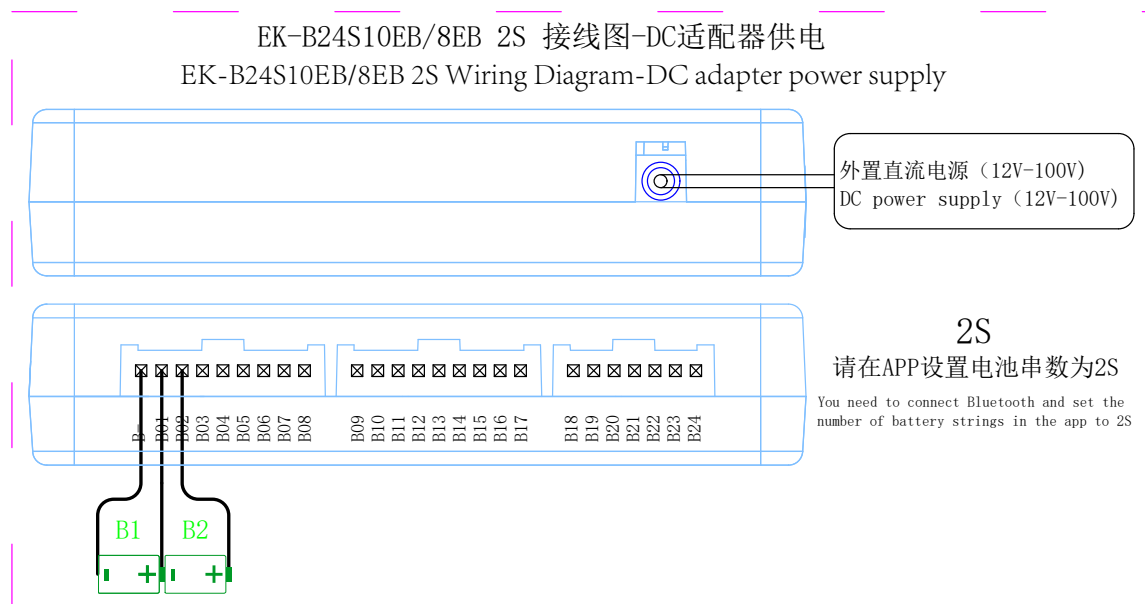 EK-B24S10EB/8EB 2S 接线图-DC适配器供电
EK-B24S10EB/8EB 2S Wiring Diagram-DC adapter power supply
外置直流电源（12V-100V)
DC power supply（12V-100V)
2S
请在APP设置电池串数为2S
You need to connect Bluetooth and set the
number of battery strings in the app to 2S
B- B01 B02 B03 B04 B05 B06 B07 B08 B09 B10 B11 B12 B13 B14 B15 B16 B17 B18 B19 B20 B21 B22 B23 B24
B1 B2
- + - +